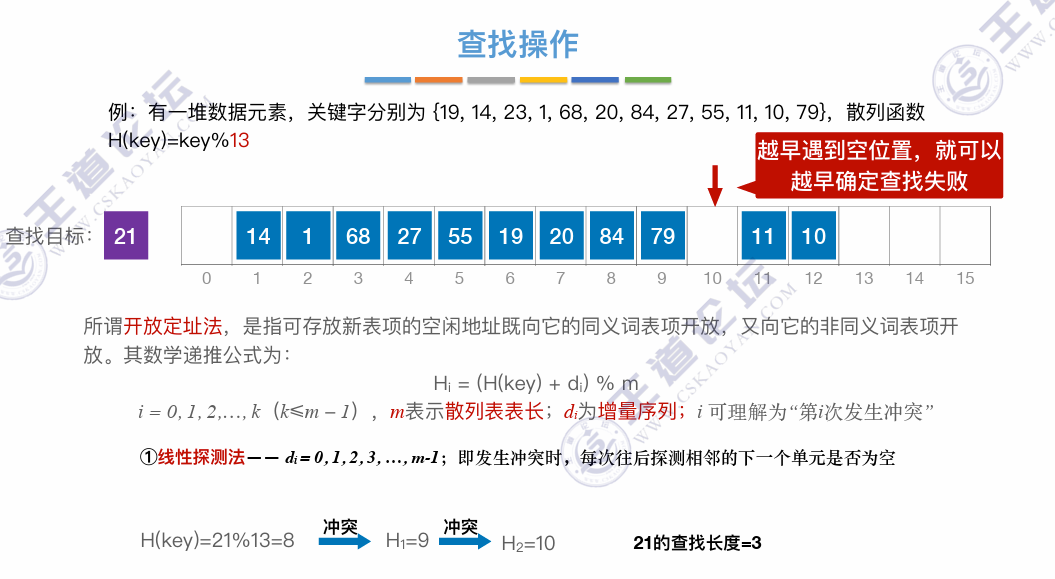 查找操作
例：有一堆数据元素，关键字分别为 {19, 14, 23, 1, 68, 20, 84, 27, 55, 11, 10, 79}，散列函数
H(key)=key%13
越早遇到空位置，就可以
越早确定查找失败
查找目标：
21
14 1 68 27 55 19 20 84 79 11 10
0 1 2 3 4 5 6 7 8 9 10 11 12 13 14 15
所谓开放定址法，是指可存放新表项的空闲地址既向它的同义词表项开放，又向它的非同义词表项开
放。其数学递推公式为：
Hᵢ = (H(key) + dᵢ) % m
i = 0, 1, 2,…, k（k≤m – 1），m表示散列表表长；dᵢ为增量序列；i 可理解为“第i次发生冲突”
①线性探测法—— dᵢ = 0, 1, 2, 3, …, m-1；即发生冲突时，每次往后探测相邻的下一个单元是否为空
H(key)=21%13=8 冲突 H₁=9 冲突 H₂=10 21的查找长度=3
王道论坛
WWW.CSKAOYAN.COM